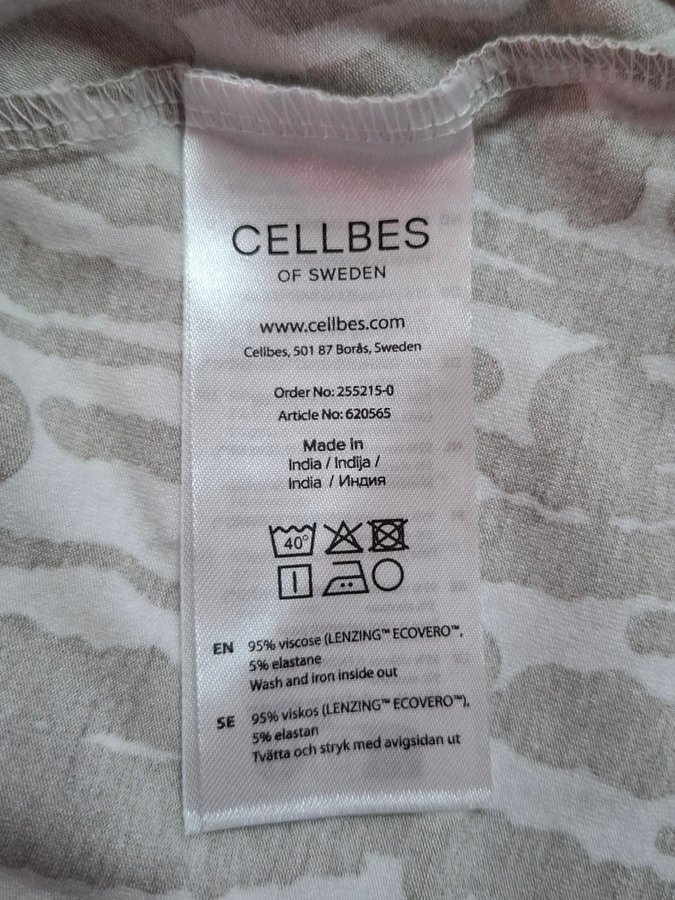 CELLBES
OF SWEDEN
www.cellbes.com
Cellbes, 501 87 Borås, Sweden
Order No: 255215-0
Article No: 620565
Made in
India / Indija /
India / Индия
40°
EN 95% viscose (LENZING™ ECOVERO™,
5% elastane
Wash and iron inside out
SE 95% viskos (LENZING™ ECOVERO™),
5% elastan
Tvätta och stryk med avigsidan ut